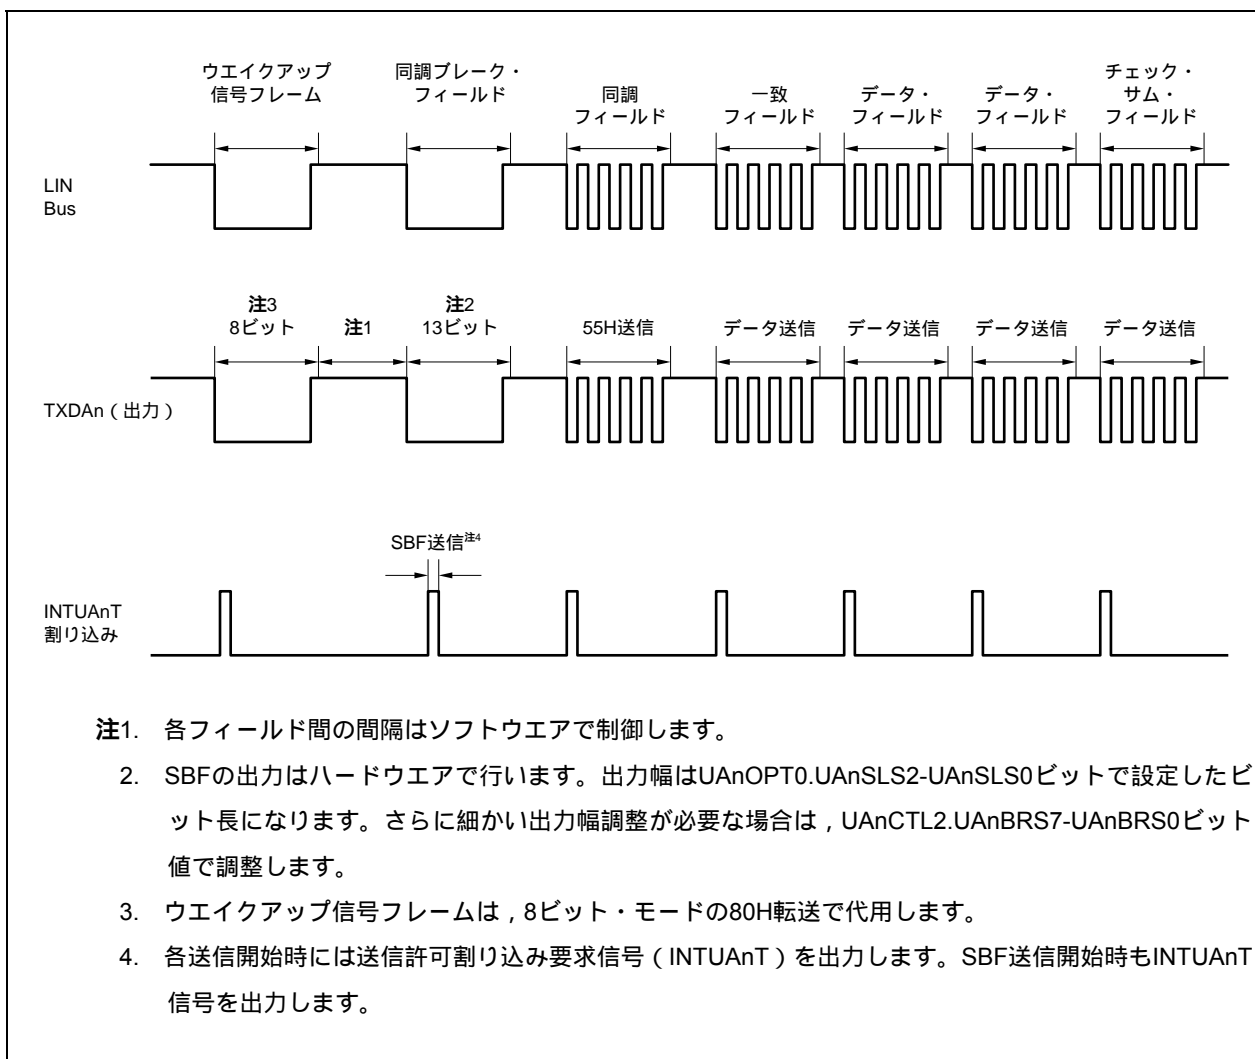 ウエイクアップ
信号フレーム
同調ブレーク・
フィールド
同調
フィールド
一致
フィールド
データ・
フィールド
データ・
フィールド
チェック・
サム・
フィールド
LIN
Bus
注3
8ビット
注1
注2
13ビット
55H送信
データ送信
データ送信
データ送信
データ送信
TXDAn（出力）
SBF送信注4
INTUAnT
割り込み
注1. 各フィールド間の間隔はソフトウエアで制御します。
2. SBFの出力はハードウエアで行います。出力幅はUAnOPT0.UAnSLS2-UAnSLS0ビットで設定したビ
ット長になります。さらに細かい出力幅調整が必要な場合は，UAnCTL2.UAnBRS7-UAnBRS0ビット
値で調整します。
3. ウエイクアップ信号フレームは，8ビット・モードの80H転送で代用します。
4. 各送信開始時には送信許可割り込み要求信号（INTUAnT）を出力します。SBF送信開始時もINTUAnT
信号を出力します。